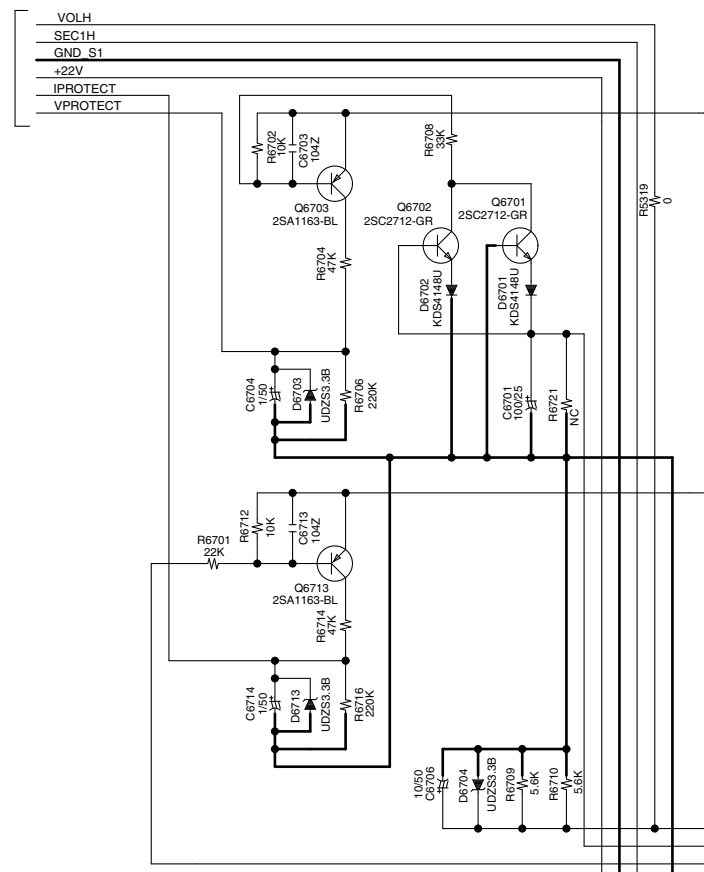 VOLH
SEC1H
GND_S1
+22V
IPROTECT
VPROTECT
R6702
10K
C6703
104Z
R6708
33K
Q6703
2SA1163-BL
Q6702
2SC2712-GR
Q6701
2SC2712-GR
R5319
0
R6704
47K
D6702
KDS4148U
D6701
KDS4148U
C6704
1/50
D6703
UDZS3.3B
R6706
220K
C6701
100/25
R6721
NC
R6712
10K
C6713
104Z
R6701
22K
Q6713
2SA1163-BL
R6714
47K
C6714
1/50
D6713
UDZS3.3B
R6716
220K
10/50
C6706
D6704
UDZS3.3B
R6709
5.6K
R6710
5.6K